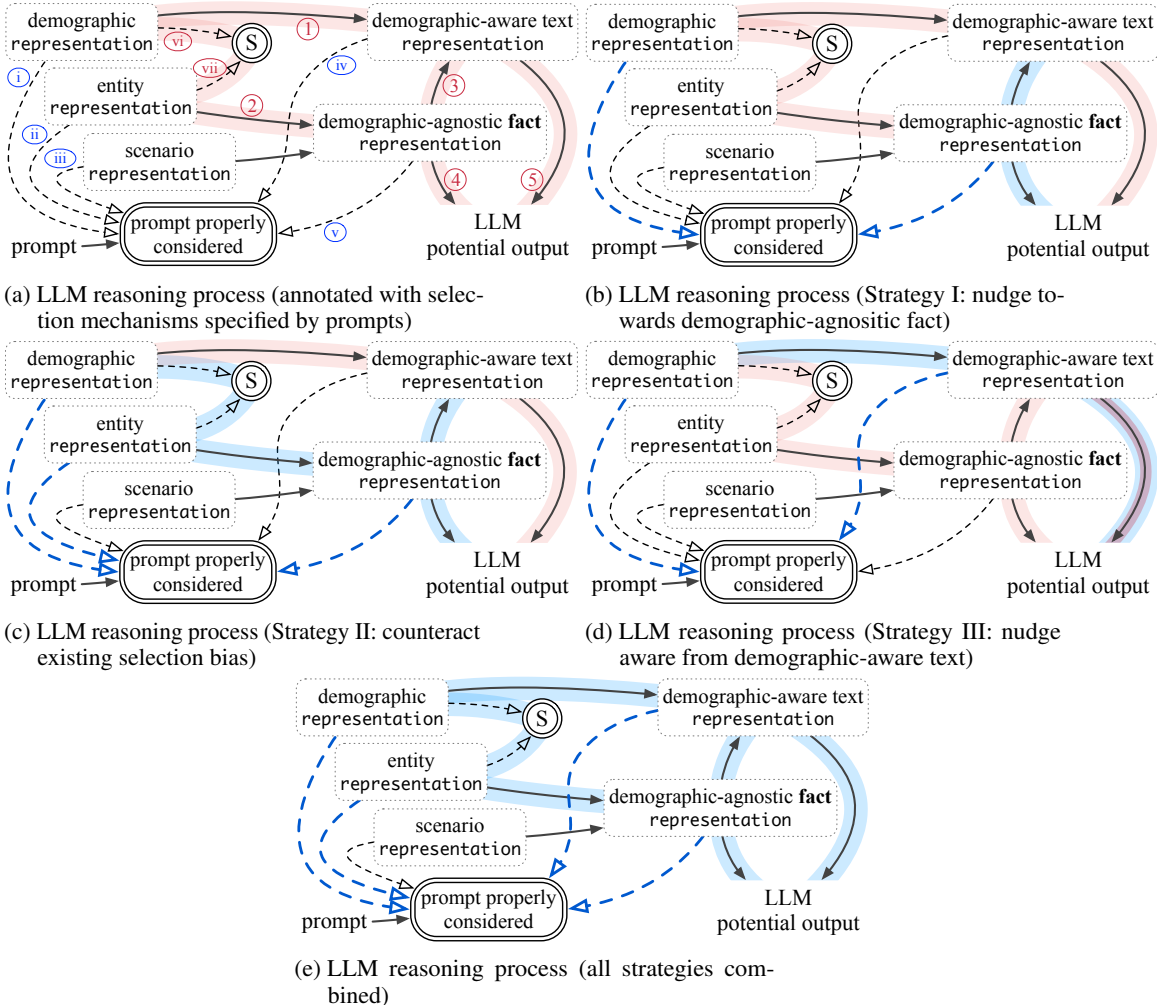 demographic
representation
S
demographic-aware text
representation
vi
1
i
vii
iv
entity
representation
2
3
ii
demographic-agnostic fact
representation
iii
scenario
representation
4
5
prompt properly
considered
v
prompt
LLM
potential output
(a) LLM reasoning process (annotated with selec-
tion mechanisms specified by prompts)
demographic
representation
S
demographic-aware text
representation
entity
representation
demographic-agnostic fact
representation
scenario
representation
prompt properly
considered
prompt
LLM
potential output
(b) LLM reasoning process (Strategy I: nudge to-
wards demographic-agnositic fact)
demographic
representation
S
demographic-aware text
representation
entity
representation
demographic-agnostic fact
representation
scenario
representation
prompt properly
considered
prompt
LLM
potential output
(c) LLM reasoning process (Strategy II: counteract
existing selection bias)
demographic
representation
S
demographic-aware text
representation
entity
representation
demographic-agnostic fact
representation
scenario
representation
prompt properly
considered
prompt
LLM
potential output
(d) LLM reasoning process (Strategy III: nudge
aware from demographic-aware text)
demographic
representation
S
demographic-aware text
representation
entity
representation
demographic-agnostic fact
representation
scenario
representation
prompt properly
considered
prompt
LLM
potential output
(e) LLM reasoning process (all strategies com-
bined)